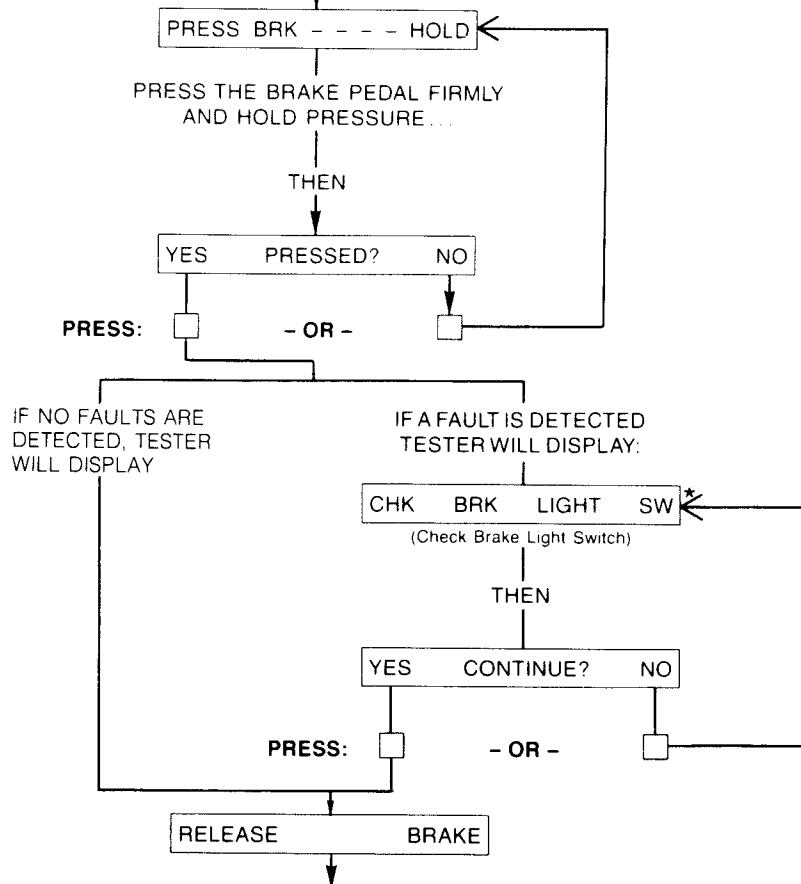 PRESS BRK - - - - HOLD
PRESS THE BRAKE PEDAL FIRMLY
AND HOLD PRESSURE...
THEN
YES PRESSED? NO
PRESS: - OR -
IF NO FAULTS ARE
DETECTED, TESTER
WILL DISPLAY
IF A FAULT IS DETECTED
TESTER WILL DISPLAY:
CHK BRK LIGHT SW *
(Check Brake Light Switch)
THEN
YES CONTINUE? NO
PRESS: - OR -
RELEASE BRAKE